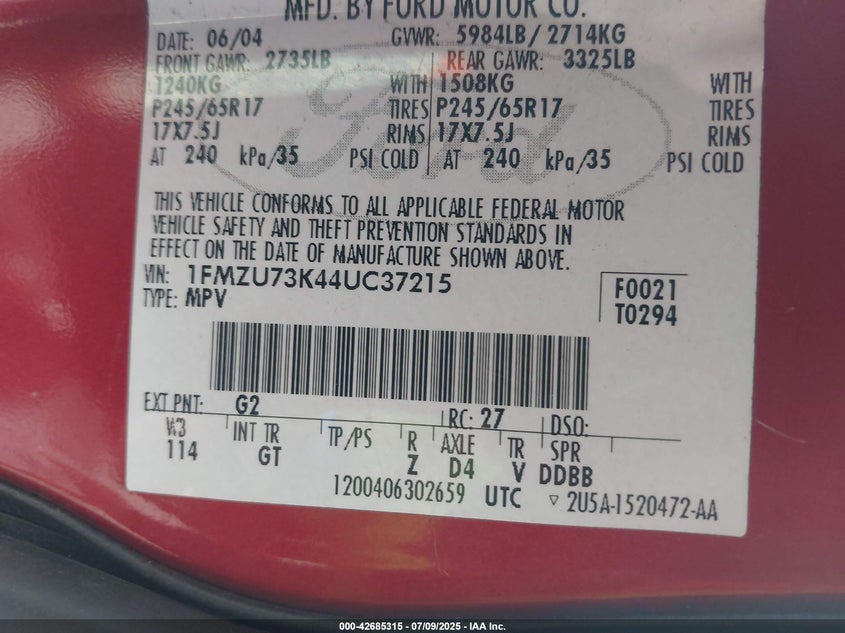 MFD. BY FORD MOTOR CO.
DATE: 06/04 GVWR: 5984LB/ 2714KG
FRONT GAWR: 2735LB REAR GAWR: 3325LB
1240KG WITH 1508KG WITH
P245/65R17 TIRES P245/65R17 TIRES
17X7.5J RIMS 17X7.5J RIMS
AT 240 kPa/35 PSI COLD AT 240 kPa/35 PSI COLD
Ford
THIS VEHICLE CONFORMS TO ALL APPLICABLE FEDERAL MOTOR
VEHICLE SAFETY AND THEFT PREVENTION STANDARDS IN
EFFECT ON THE DATE OF MANUFACTURE SHOWN ABOVE.
VIN: 1FMZU73K44UC37215 F0021
TYPE: MPV T0294
EXT PNT: G2 RC: 27 DSO:
WB INT TR TP/PS R AXLE TR SPR
114 GT Z D4 V DDBB
1200406302659 UTC ▽ 2U5A-1520472-AA
000-42685315 / 07/09/2025 - IAA Inc.